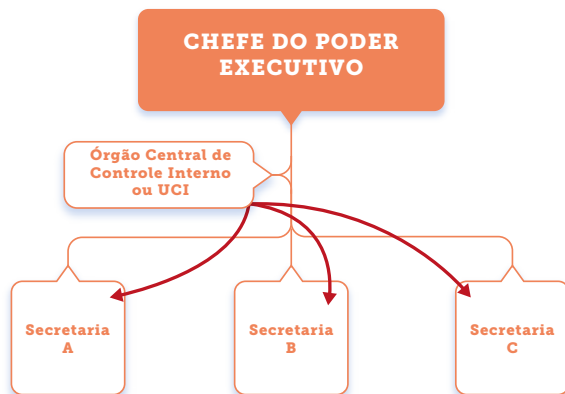 CHEFE DO PODER
EXECUTIVO
Órgão Central de
Controle Interno
ou UCI
Secretaria
A
Secretaria
B
Secretaria
C